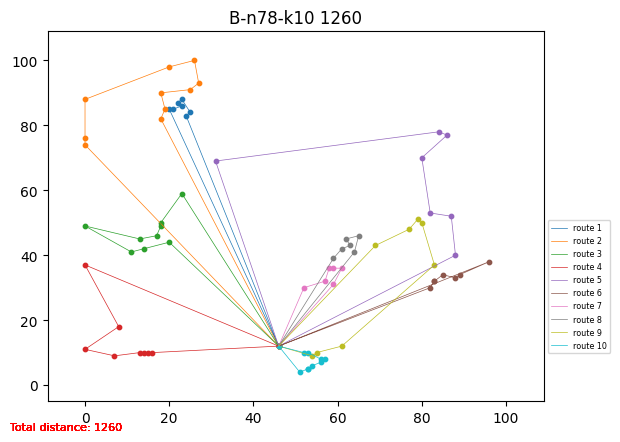 B-n78-k10 1260
100
80
60
40
20
0
0
20
40
60
80
100
route 1
route 2
route 3
route 4
route 5
route 6
route 7
route 8
route 9
route 10
Total distance: 1260